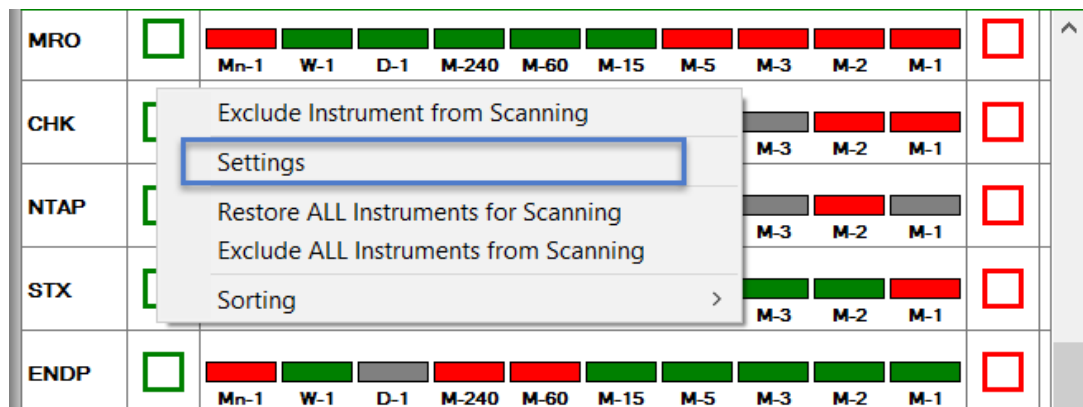 MRO
Mn-1 W-1 D-1 M-240 M-60 M-15 M-5 M-3 M-2 M-1
Exclude Instrument from Scanning
CHK
M-3 M-2 M-1
Settings
NTAP
Restore ALL Instruments for Scanning
M-3 M-2 M-1
Exclude ALL Instruments from Scanning
STX
Sorting
M-3 M-2 M-1
ENDP
Mn-1 W-1 D-1 M-240 M-60 M-15 M-5 M-3 M-2 M-1